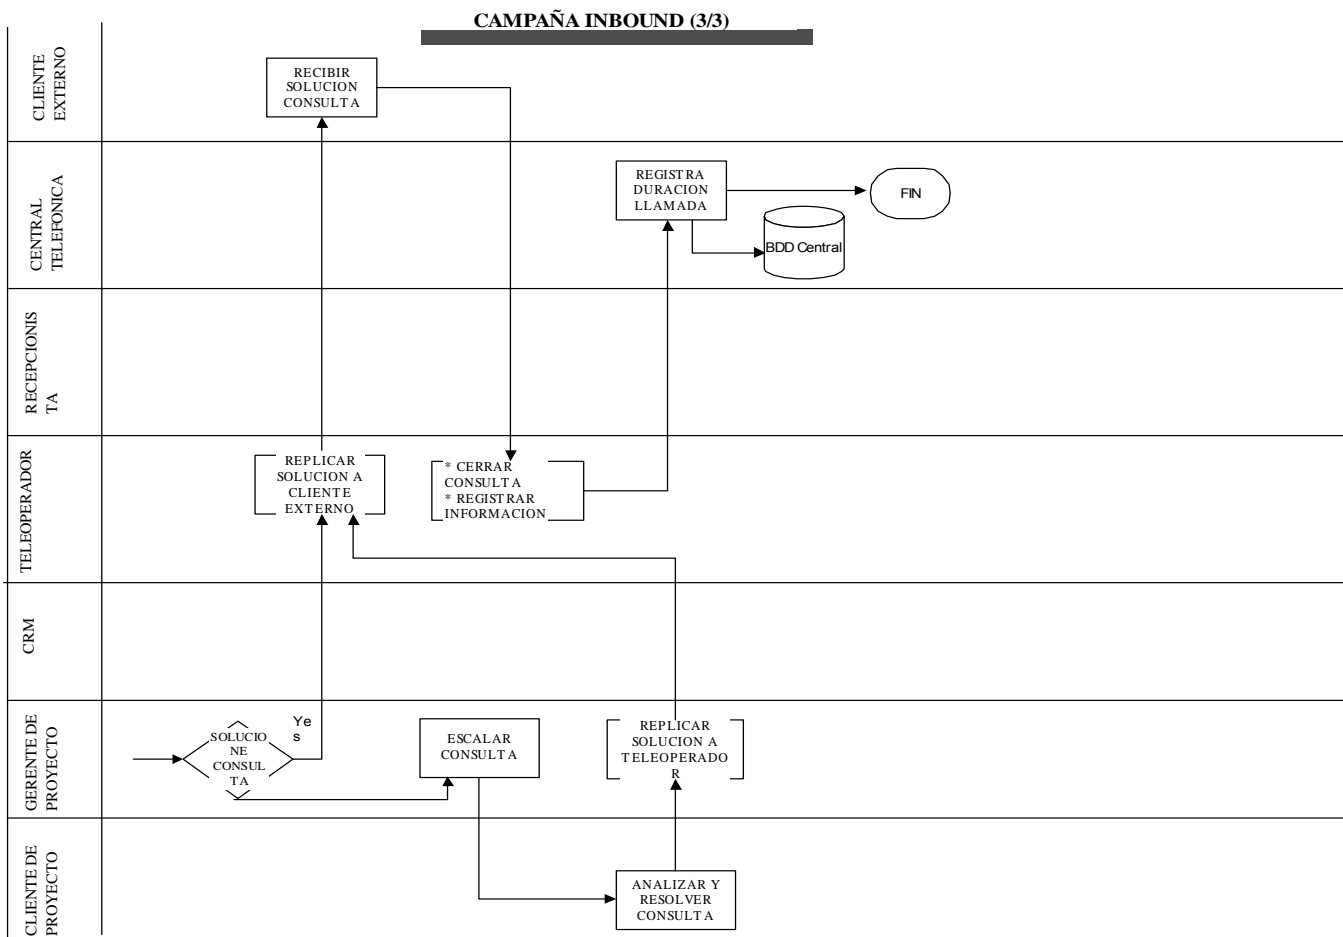 CAMPAÑA INBOUND (3/3)
CLIENTE
EXTERNO
RECIBIR
SOLUCION
CONSULTA
CENTRAL
TELEFONICA
REGISTRA
DURACION
LLAMADA
FIN
BDD Central
RECEPCIONIS
TA
TELEOPERADOR
REPLICAR
SOLUCION A
CLIENTE
EXTERNO
* CERRAR
CONSULTA
* REGISTRAR
INFORMACION
CRM
GERENTE DE
PROYECTO
SOLUCIO
NE
CONSUL
TA
Ye
s
ESCALAR
CONSULTA
REPLICAR
SOLUCION A
TELEOPERADO
R
CLIENTE DE
PROYECTO
ANALIZAR Y
RESOLVER
CONSULTA